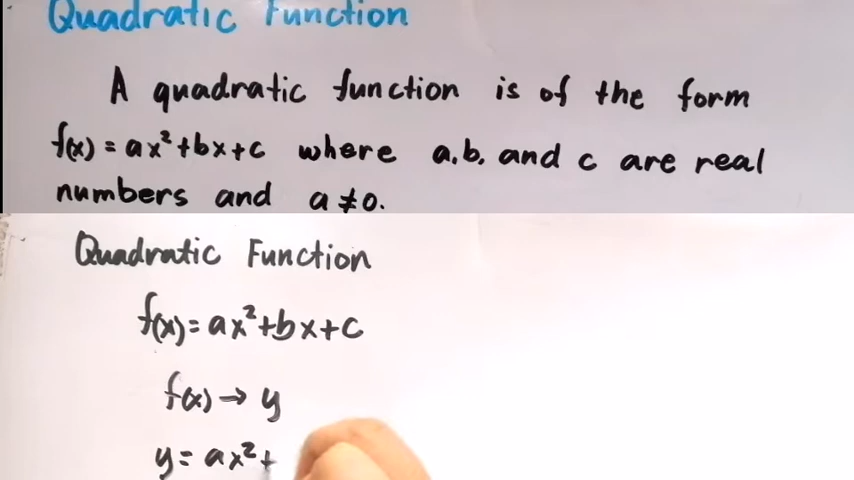 Quadratic Function
A quadratic function is of the form
f(x) = ax²+bx+c where a,b, and c are real
numbers and a ≠ 0.
Quadratic Function
f(x) = ax²+bx+c
f(x) → y
y = ax²+